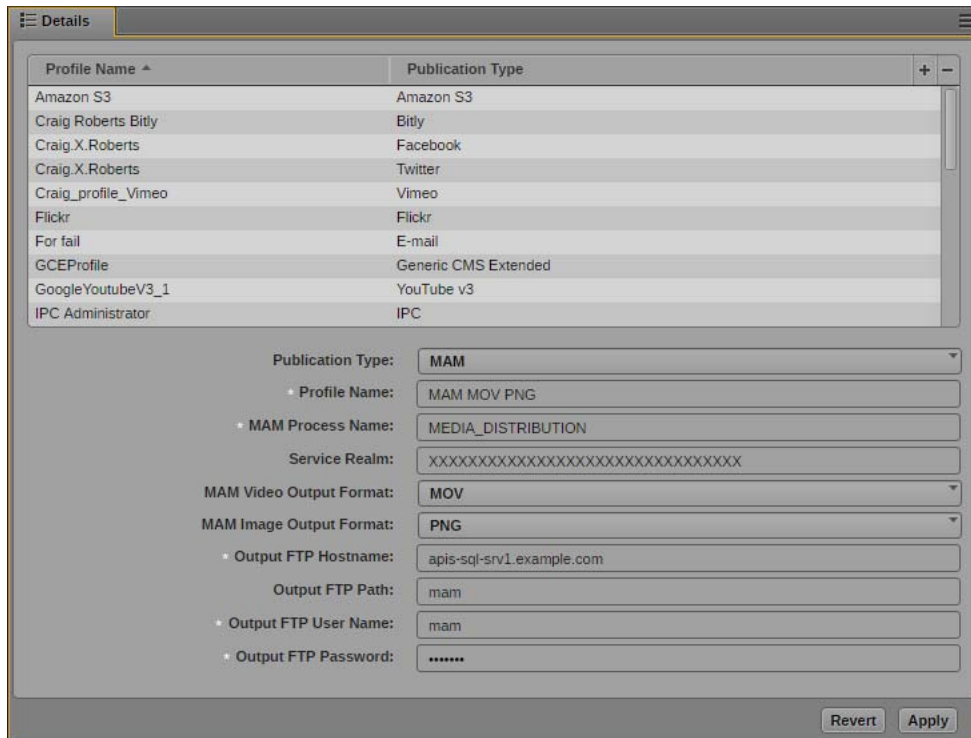 Details
Profile Name Publication Type + −
Amazon S3 Amazon S3
Craig Roberts Bitly Bitly
Craig.X.Roberts Facebook
Craig.X.Roberts Twitter
Craig_profile_Vimeo Vimeo
Flickr Flickr
For fail E-mail
GCEProfile Generic CMS Extended
GoogleYoutubeV3_1 YouTube v3
IPC Administrator IPC
Publication Type: MAM
* Profile Name: MAM MOV PNG
* MAM Process Name: MEDIA_DISTRIBUTION
Service Realm: XXXXXXXXXXXXXXXXXXXXXXXXXXXXXXXX
MAM Video Output Format: MOV
MAM Image Output Format: PNG
* Output FTP Hostname: apis-sql-srv1.example.com
Output FTP Path: mam
* Output FTP User Name: mam
* Output FTP Password: •••••••
Revert Apply